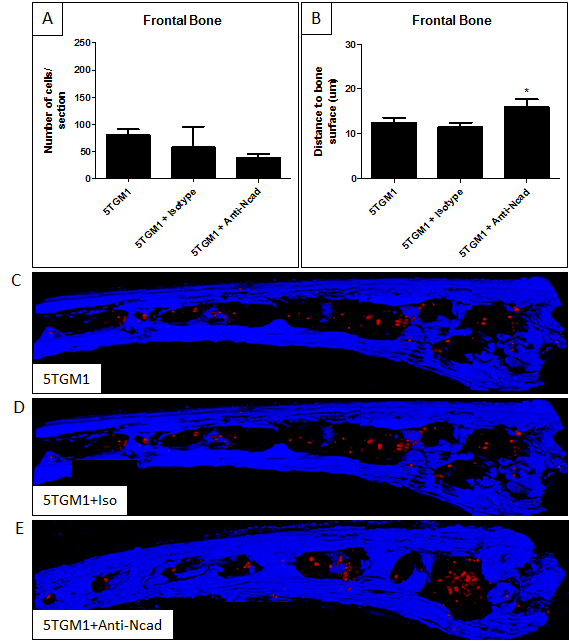 A
Frontal Bone
Number of cells/
section
250
200
150
100
50
0
5TGM1
5TGM1 + Isotype
5TGM1 + Anti-Ncad
B
Frontal Bone
Distance to bone
surface (um)
30
20
10
0
*
5TGM1
5TGM1 + Isotype
5TGM1 + Anti-Ncad
C
5TGM1
D
5TGM1+Iso
E
5TGM1+Anti-Ncad